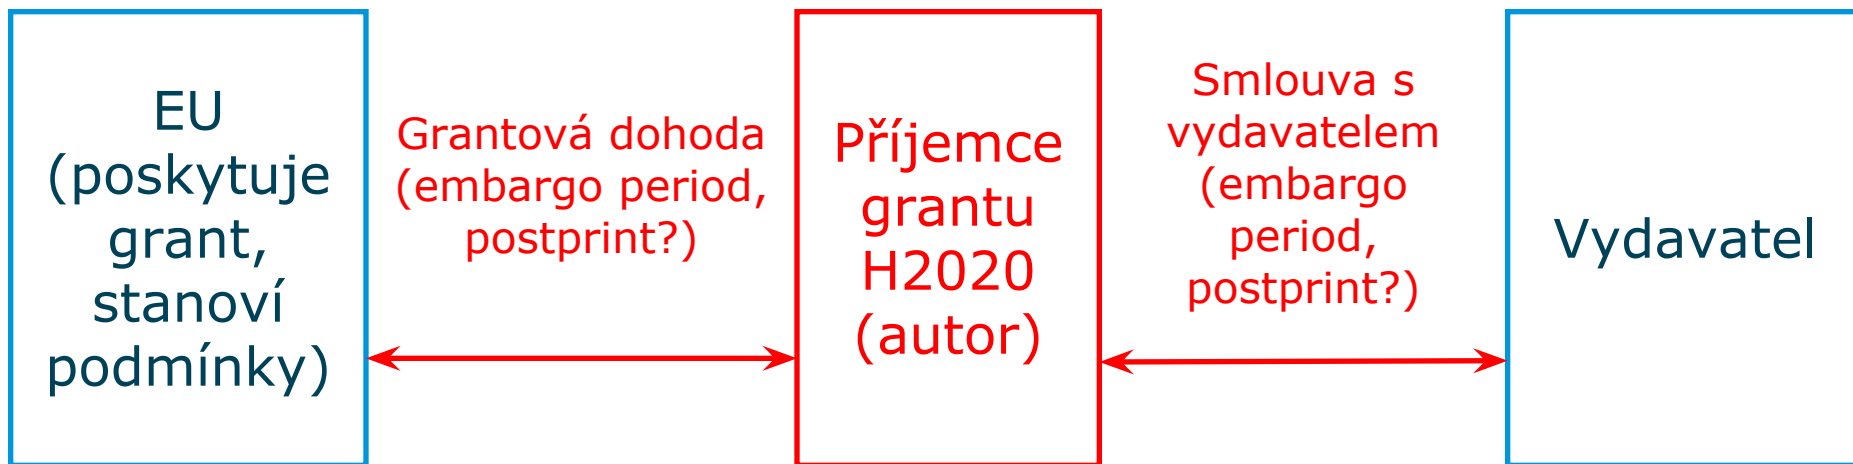 EU
(poskytuje
grant,
stanoví
podmínky)
Grantová dohoda
(embargo period,
postprint?)
Příjemce
grantu
H2020
(autor)
Smlouva s
vydavatelem
(embargo
period,
postprint?)
Vydavatel